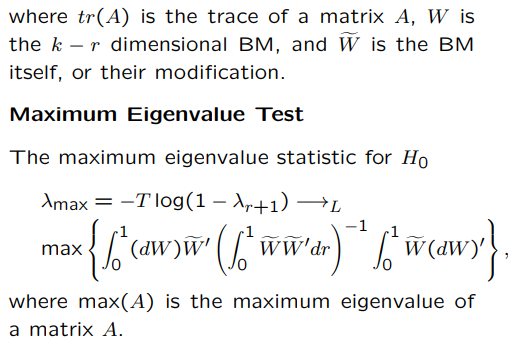 where tr(A) is the trace of a matrix A, W is
the k − r dimensional BM, and W̃ is the BM
itself, or their modification.
Maximum Eigenvalue Test
The maximum eigenvalue statistic for H₀
λmax = −T log(1 − λᵣ₊₁) ⟶L
max {∫₀¹(dW)W̃′ (∫₀¹ W̃W̃′dr)⁻¹ ∫₀¹ W̃(dW)′},
where max(A) is the maximum eigenvalue of
a matrix A.